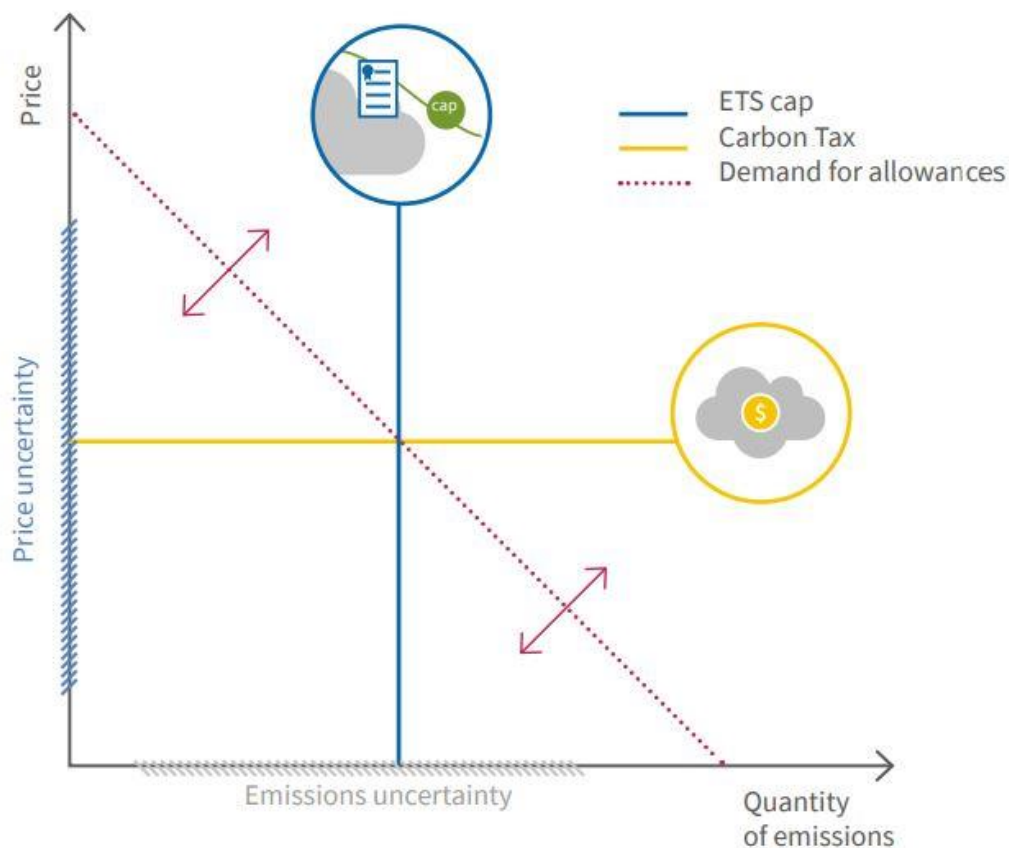 Price
cap
ETS cap
Carbon Tax
Demand for allowances
Price uncertainty
$
Emissions uncertainty
Quantity
of emissions